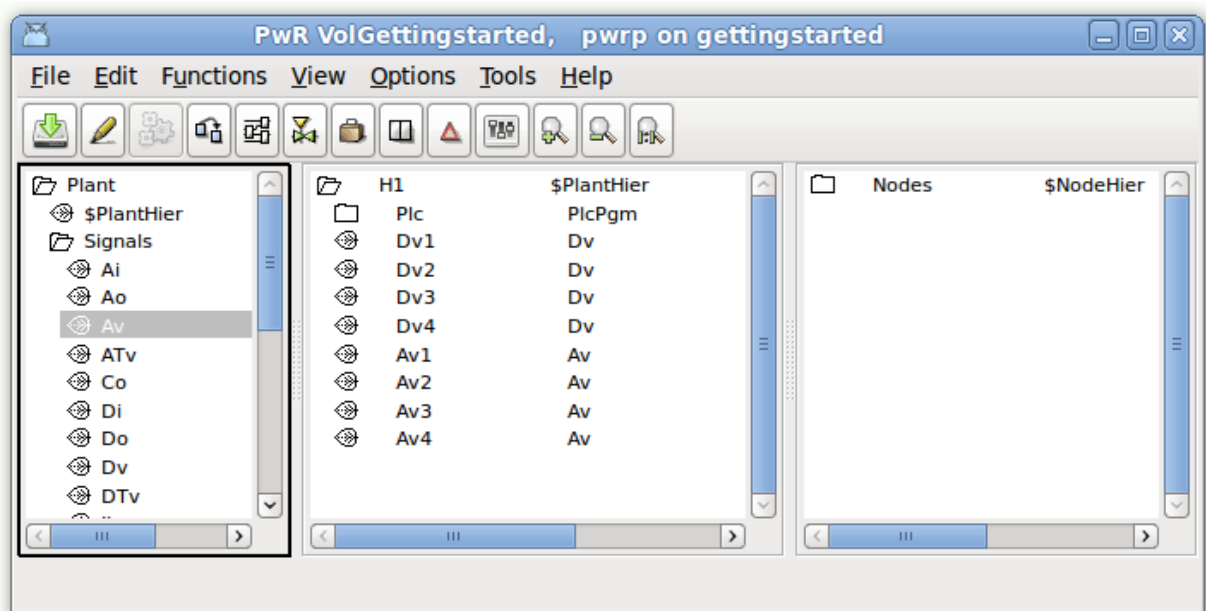 PwR VolGettingstarted, pwrp on gettingstarted
File Edit Functions View Options Tools Help
Plant
$PlantHier
Signals
Ai
Ao
Av
ATv
Co
Di
Do
Dv
DTv
H1 $PlantHier
Plc PlcPgm
Dv1 Dv
Dv2 Dv
Dv3 Dv
Dv4 Dv
Av1 Av
Av2 Av
Av3 Av
Av4 Av
Nodes $NodeHier